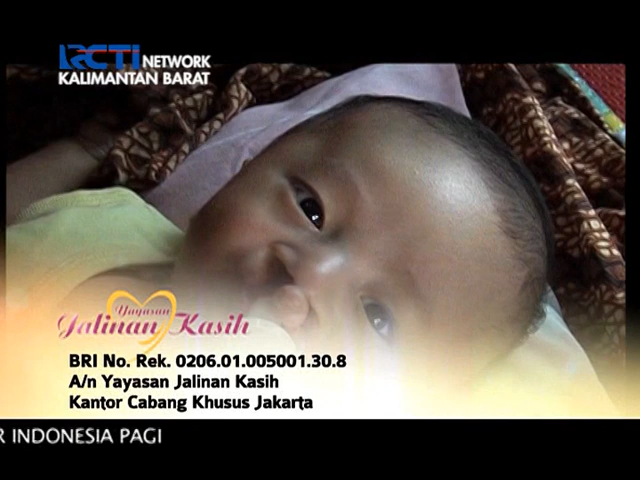 RCTI NETWORK
KALIMANTAN BARAT
Yayasan
Jalinan Kasih
BRI No. Rek. 0206.01.005001.30.8
A/n Yayasan Jalinan Kasih
Kantor Cabang Khusus Jakarta
R INDONESIA PAGI